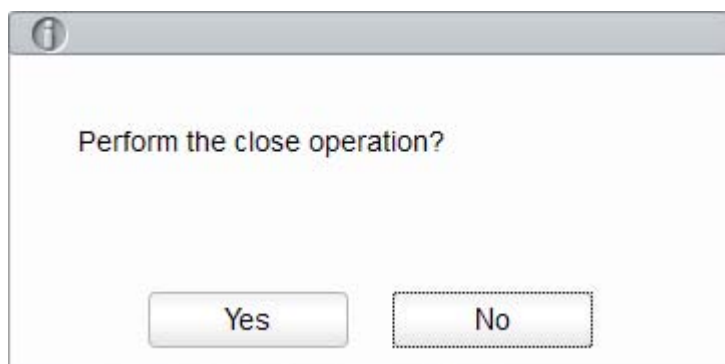 Perform the close operation?
Yes No